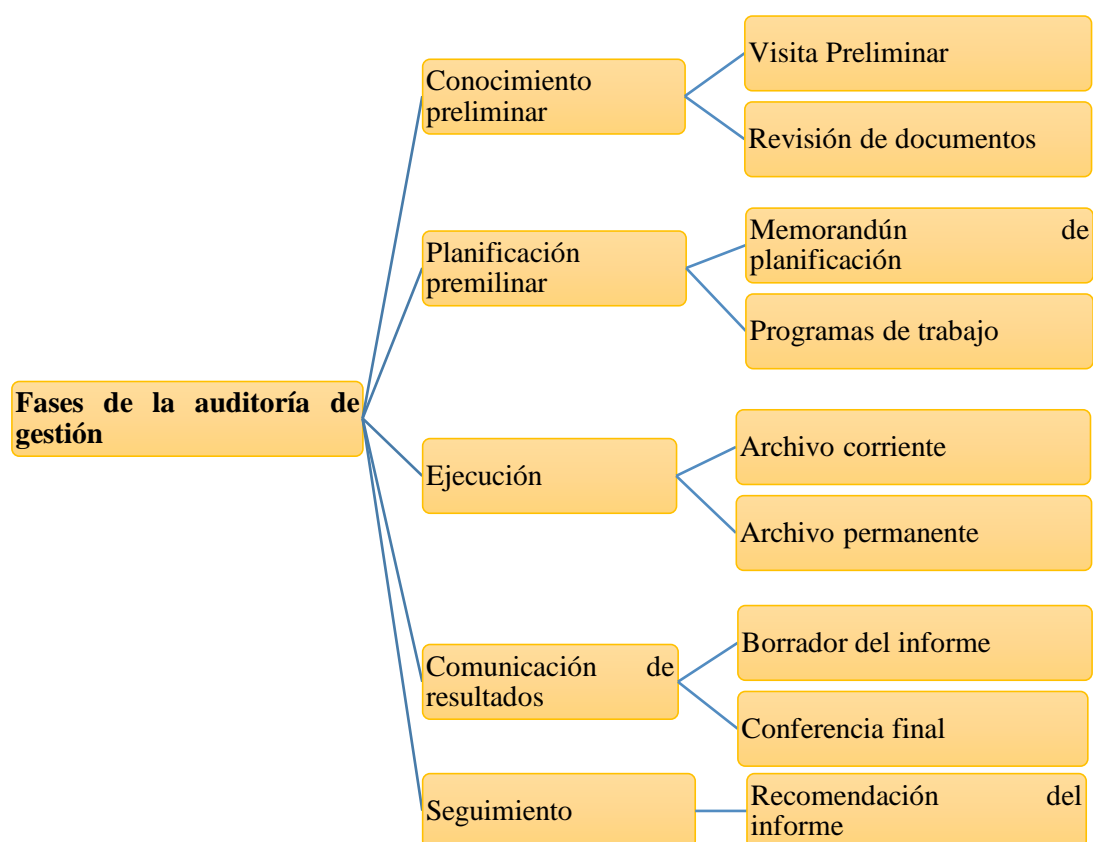 Fases de la auditoría de
gestión
Conocimiento
preliminar
Visita Preliminar
Revisión de documentos
Planificación
premilinar
Memorandún de
planificación
Programas de trabajo
Ejecución
Archivo corriente
Archivo permanente
Comunicación de
resultados
Borrador del informe
Conferencia final
Seguimiento
Recomendación del
informe